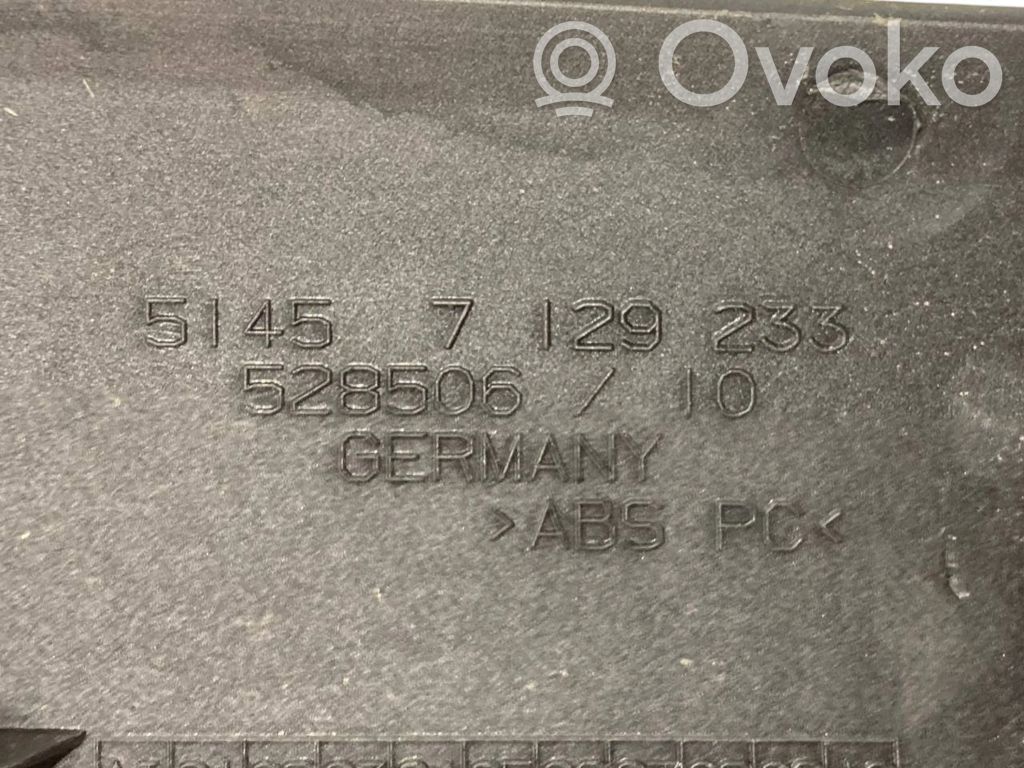 Ovoko
5145 7 129 233
528506 / 10
GERMANY
>ABS PC<